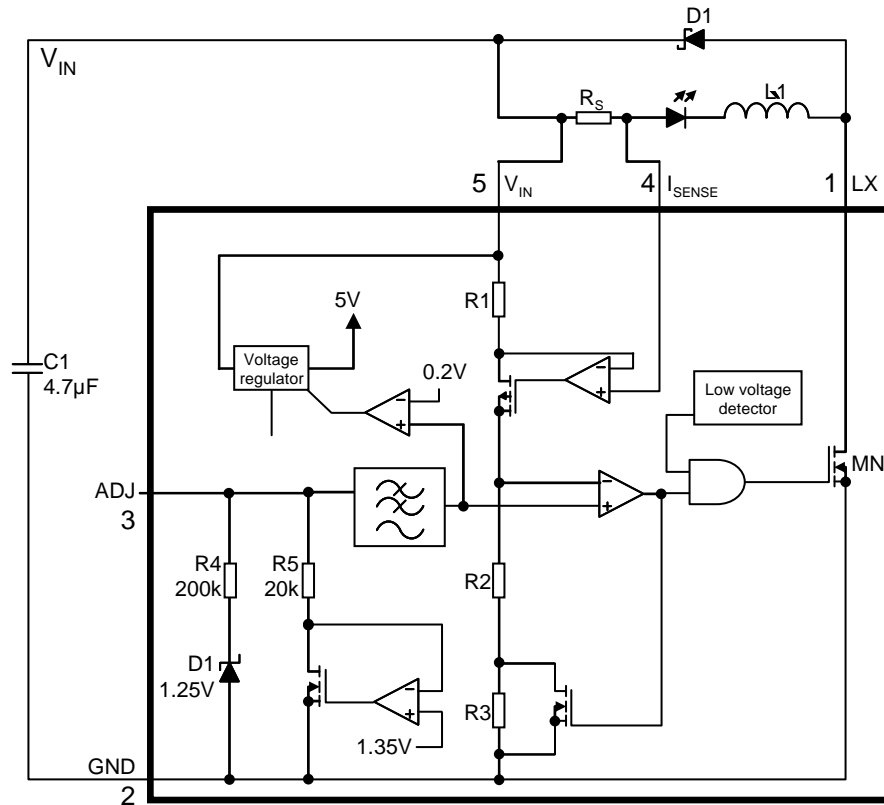 D1
VIN
RS
L1
5
VIN
4
ISENSE
1
LX
R1
5V
C1
4.7µF
Voltage
regulator
0.2V
Low voltage
detector
MN
ADJ
3
R4
200k
R5
20k
R2
D1
1.25V
R3
1.35V
GND
2